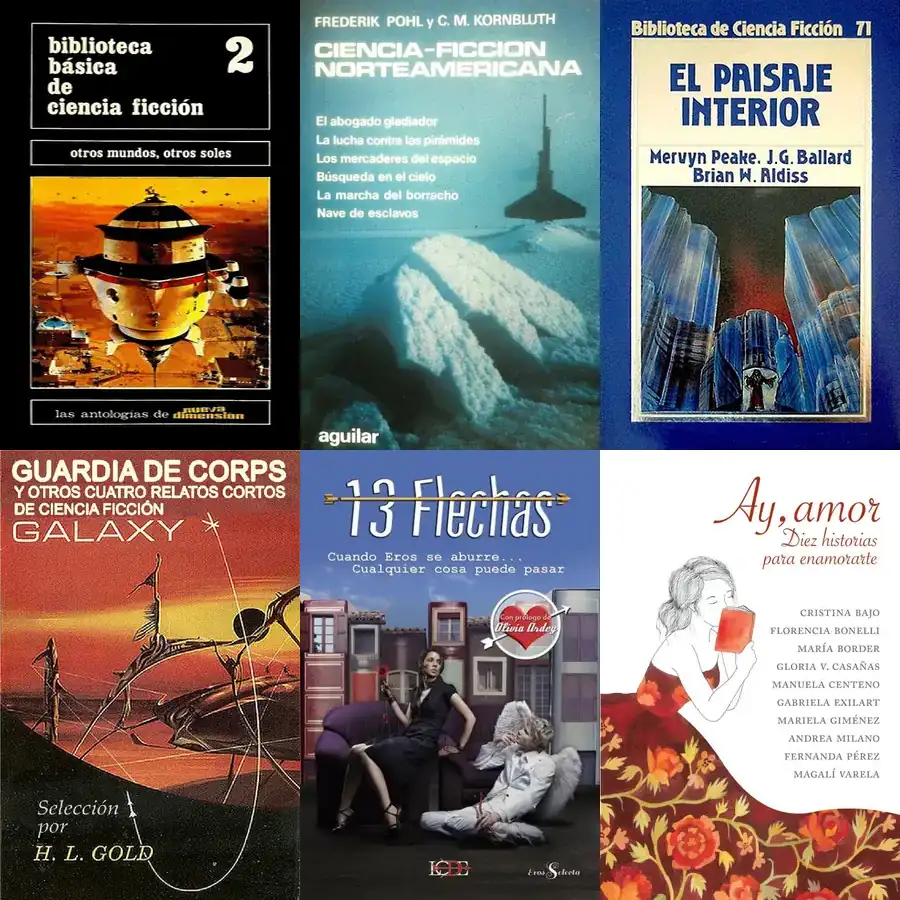 biblioteca
básica
de
ciencia ficción
2
otros mundos, otros soles
las antologías de nueva
dimension
FREDERIK POHL y C. M. KORNBLUTH
CIENCIA-FICCION
NORTEAMERICANA
El abogado gladiador
La lucha contra las pirámides
Los mercaderes del espacio
Búsqueda en el cielo
La marcha del borracho
Nave de esclavos
aguilar
Biblioteca de Ciencia Ficción 71
EL PAISAJE
INTERIOR
Mervyn Peake. J.G. Ballard
Brian W. Aldiss
GUARDIA DE CORPS
Y OTROS CUATRO RELATOS CORTOS
DE CIENCIA FICCIÓN
GALAXY
Selección
por
H. L. GOLD
13 Flechas
Cuando Eros se aburre...
Cualquier cosa puede pasar
Con prólogo de
Olivia Ardey
Eros Selecta
Ay, amor
Diez historias
para enamorarte
CRISTINA BAJO
FLORENCIA BONELLI
MARÍA BORDER
GLORIA V. CASAÑAS
MANUELA CENTENO
GABRIELA EXILART
MARIELA GIMÉNEZ
ANDREA MILANO
FERNANDA PÉREZ
MAGALÍ VARELA